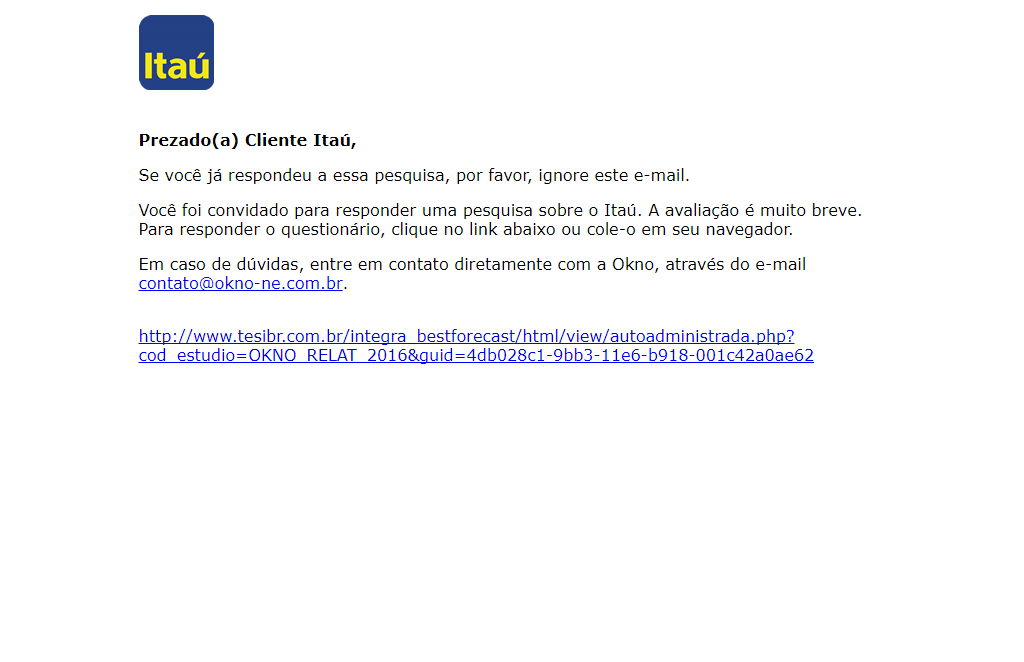 Itaú
Prezado(a) Cliente Itaú,
Se você já respondeu a essa pesquisa, por favor, ignore este e-mail.
Você foi convidado para responder uma pesquisa sobre o Itaú. A avaliação é muito breve.
Para responder o questionário, clique no link abaixo ou cole-o em seu navegador.
Em caso de dúvidas, entre em contato diretamente com a Okno, através do e-mail
contato@okno-ne.com.br.
http://www.tesibr.com.br/integra_bestforecast/html/view/autoadministrada.php?
cod_estudio=OKNO_RELAT_2016&guid=4db028c1-9bb3-11e6-b918-001c42a0ae62